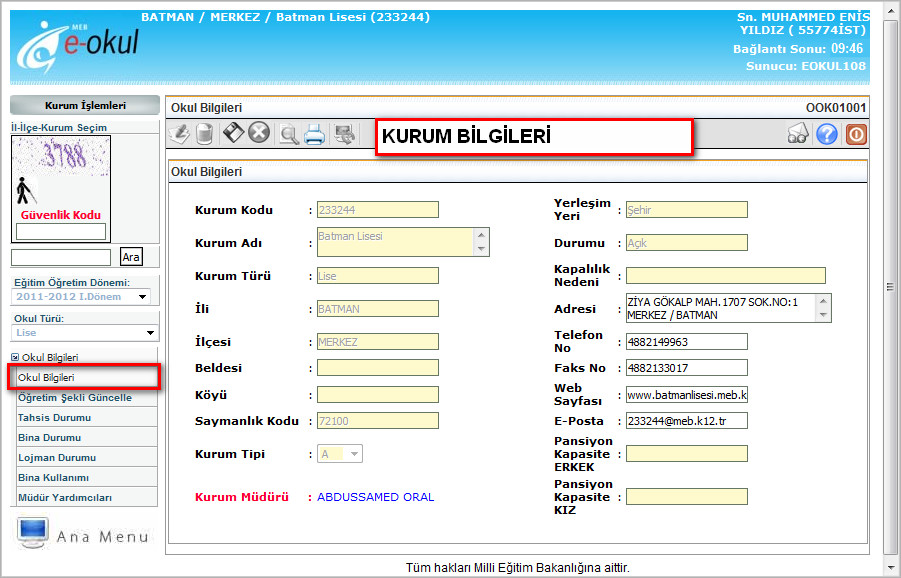 BATMAN / MERKEZ / Batman Lisesi (233244)
Sn. MUHAMMED ENİS
YILDIZ ( 55774İST)
Bağlantı Sonu: 09:46
Sunucu: EOKUL108
MEB
e-okul
Kurum İşlemleri
İl-İlçe-Kurum Seçim
3788
Güvenlik Kodu
Ara
Eğitim Öğretim Dönemi:
2011-2012 I.Dönem
Okul Türü:
Lise
Okul Bilgileri
Okul Bilgileri
Öğretim Şekli Güncelle
Tahsis Durumu
Bina Durumu
Lojman Durumu
Bina Kullanımı
Müdür Yardımcıları
Ana Menu
Okul Bilgileri OOK01001
KURUM BİLGİLERİ
Okul Bilgileri
Kurum Kodu : 233244
Kurum Adı : Batman Lisesi
Kurum Türü : Lise
İli : BATMAN
İlçesi : MERKEZ
Beldesi :
Köyü :
Saymanlık Kodu : 72100
Kurum Tipi : A
Kurum Müdürü : ABDUSSAMED ORAL
Yerleşim
Yeri : Şehir
Durumu : Açık
Kapalılık
Nedeni :
Adresi : ZİYA GÖKALP MAH.1707 SOK.NO:1
MERKEZ / BATMAN
Telefon
No : 4882149963
Faks No : 4882133017
Web
Sayfası : www.batmanlisesi.meb.k
E-Posta : 233244@meb.k12.tr
Pansiyon
Kapasite :
ERKEK
Pansiyon
Kapasite :
KIZ
Tüm hakları Milli Eğitim Bakanlığına aittir.